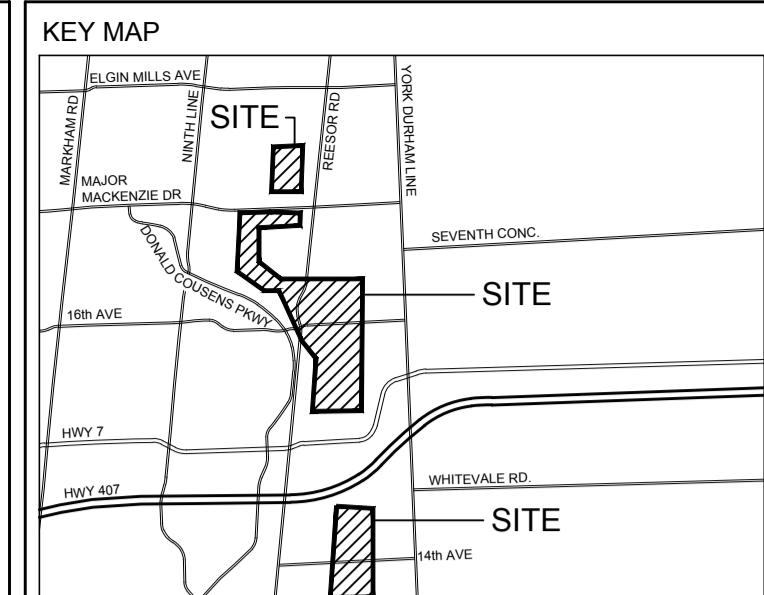 KEY MAP
ELGIN MILLS AVE
MARKHAM RD
NINTH LINE
SITE
REESOR RD
YORK DURHAM LINE
MAJOR
MACKENZIE DR
SEVENTH CONC.
DONALD COUSENS PKWY
SITE
16th AVE
HWY 7
HWY 407
WHITEVALE RD.
SITE
14th AVE